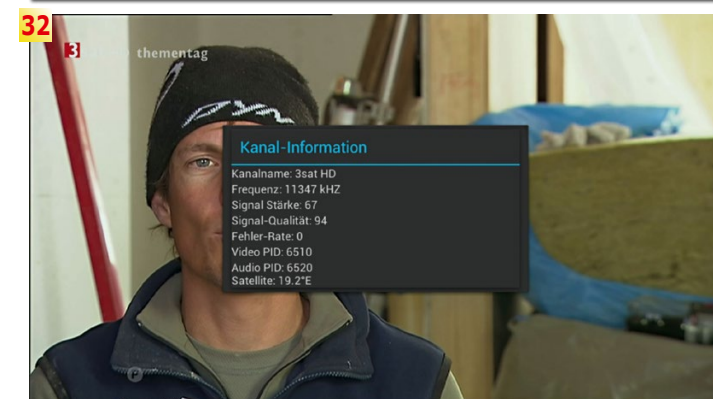 32
3 thementag
Kanal-Information
Kanalname: 3sat HD
Frequenz: 11347 kHZ
Signal Stärke: 67
Signal-Qualität: 94
Fehler-Rate: 0
Video PID: 6510
Audio PID: 6520
Satellite: 19.2°E